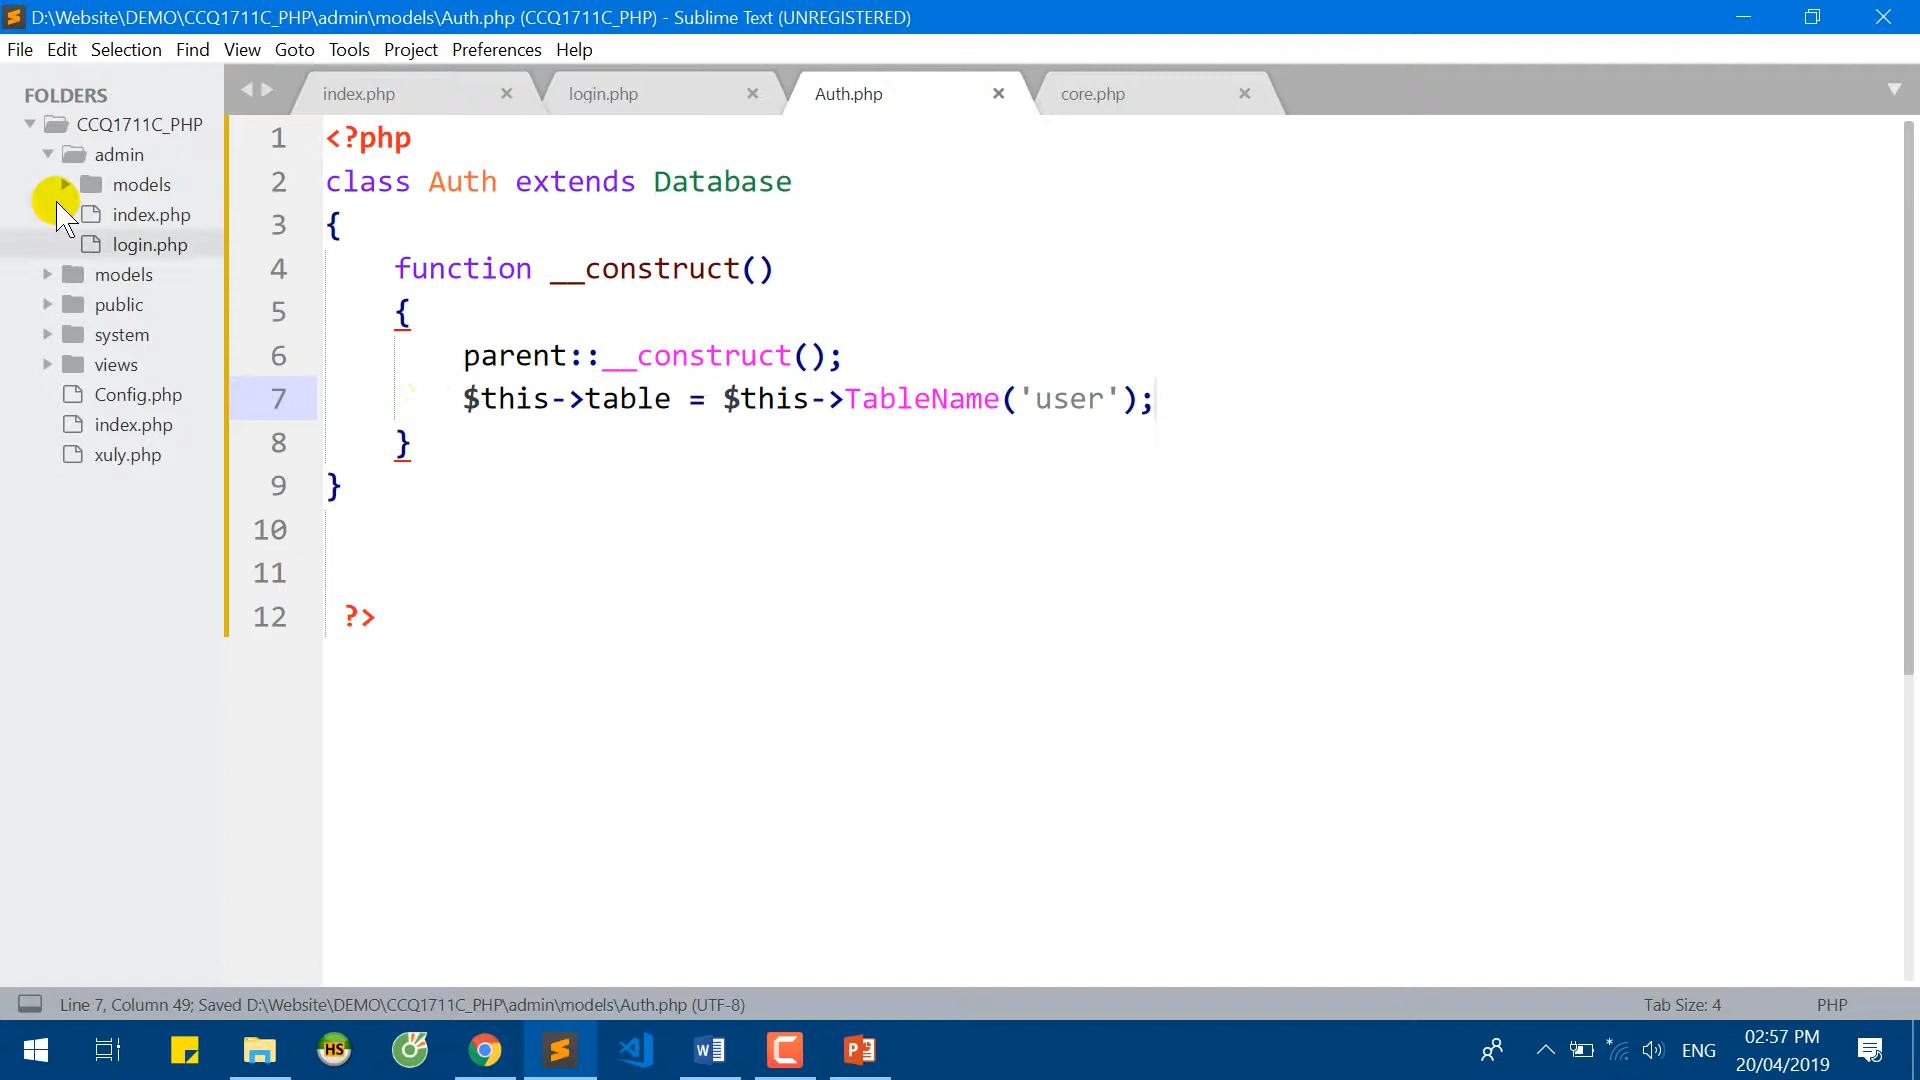 D:\Website\DEMO\CCQ1711C_PHP\admin\models\Auth.php (CCQ1711C_PHP) - Sublime Text (UNREGISTERED)
File Edit Selection Find View Goto Tools Project Preferences Help
FOLDERS
CCQ1711C_PHP
admin
models
index.php
login.php
models
public
system
views
Config.php
index.php
xuly.php
index.php × login.php × Auth.php × core.php ×
1 <?php
2 class Auth extends Database
3 {
4 function __construct()
5 {
6 parent::__construct();
7 $this->table = $this->TableName('user');
8 }
9 }
10
11
12 ?>
Line 7, Column 49; Saved D:\Website\DEMO\CCQ1711C_PHP\admin\models\Auth.php (UTF-8) Tab Size: 4 PHP
HS
ENG
02:57 PM
20/04/2019